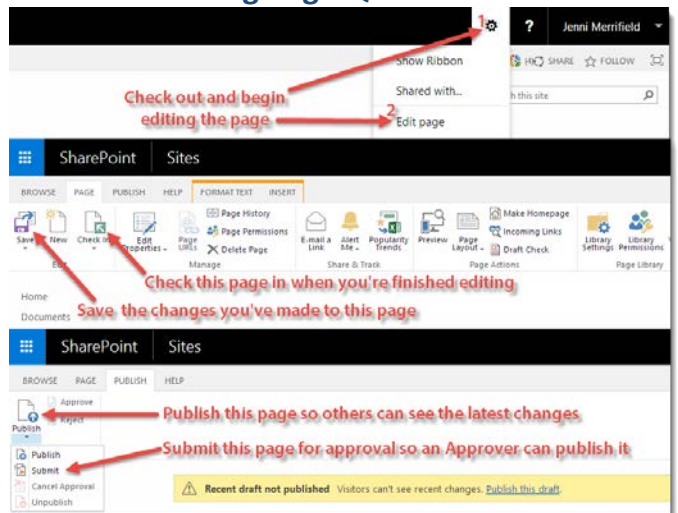 1
? Jenni Merrifield
Show Ribbon
SHARE FOLLOW
Shared with...
h this site
Check out and begin
editing the page
2
Edit page
SharePoint Sites
BROWSE PAGE PUBLISH HELP FORMAT TEXT INSERT
Save New Check In Edit Properties Page URLs Page History Page Permissions Delete Page E-mail a Link Alert Me Popularity Trends Preview Page Layout Make Homepage Incoming Links Draft Check Library Settings Library Permissions
Edit Manage Share & Track Page Actions Page Library
Check this page in when you're finished editing
Home
Save the changes you've made to this page
Documents
SharePoint Sites
BROWSE PAGE PUBLISH HELP
Approve
Reject
Publish
Publish this page so others can see the latest changes
Publish
Submit this page for approval so an Approver can publish it
Submit
Cancel Approval
Unpublish
Recent draft not published Visitors can't see recent changes. Publish this draft.